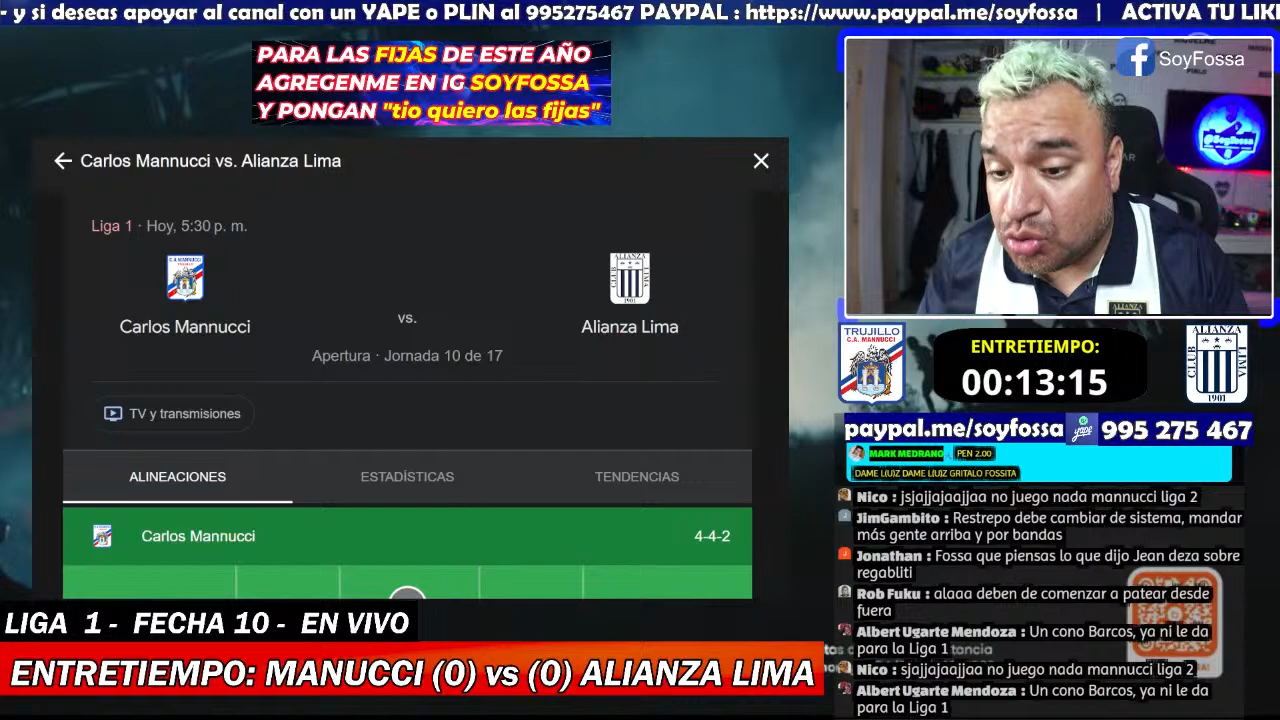 - y si deseas apoyar al canal con un YAPE o PLIN al 995275467 PAYPAL : https://www.paypal.me/soyfossa | ACTIVA TU LIK
PARA LAS FIJAS DE ESTE AÑO
AGREGENME EN IG SOYFOSSA
Y PONGAN "tio quiero las fijas"
SoyFossa
Carlos Mannucci vs. Alianza Lima
Liga 1 · Hoy, 5:30 p. m.
Carlos Mannucci
vs.
Alianza Lima
Apertura · Jornada 10 de 17
TV y transmisiones
ALINEACIONES
ESTADÍSTICAS
TENDENCIAS
Carlos Mannucci
4-4-2
TRUJILLO
C.A. MANNUCCI
ENTRETIEMPO:
00:13:15
ALIANZA
CLUB
LIMA
1901
paypal.me/soyfossa yape 995 275 467
MARK MEDRANO PEN 2.00
DAME L(U)Z DAME L(U)Z GRITALO FOSSITA
Nico : jsjajjajaajjaa no juego nada mannucci liga 2
JimGambito : Restrepo debe cambiar de sistema, mandar
más gente arriba y por bandas
Jonathan : Fossa que piensas lo que dijo Jean deza sobre
regabliti
Rob Fuku : alaaa deben de comenzar a patear desde
fuera
Albert Ugarte Mendoza : Un cono Barcos, ya ni le da
para la Liga 1
Nico : sjajjajaajjaa no juego nada mannucci liga 2
Albert Ugarte Mendoza : Un cono Barcos, ya ni le da
para la Liga 1
LIGA 1 - FECHA 10 - EN VIVO
ENTRETIEMPO: MANUCCI (0) vs (0) ALIANZA LIMA